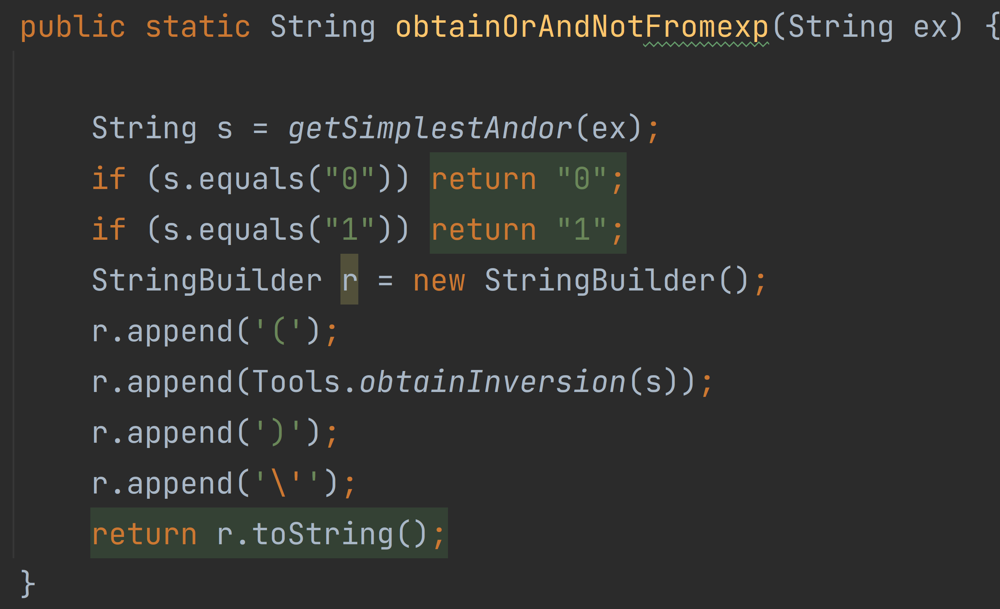 public static String obtainOrAndNotFromexp(String ex) {
String s = getSimplestAndor(ex);
if (s.equals("0")) return "0";
if (s.equals("1")) return "1";
StringBuilder r = new StringBuilder();
r.append('(');
r.append(Tools.obtainInversion(s));
r.append(')');
r.append('\'');
return r.toString();
}